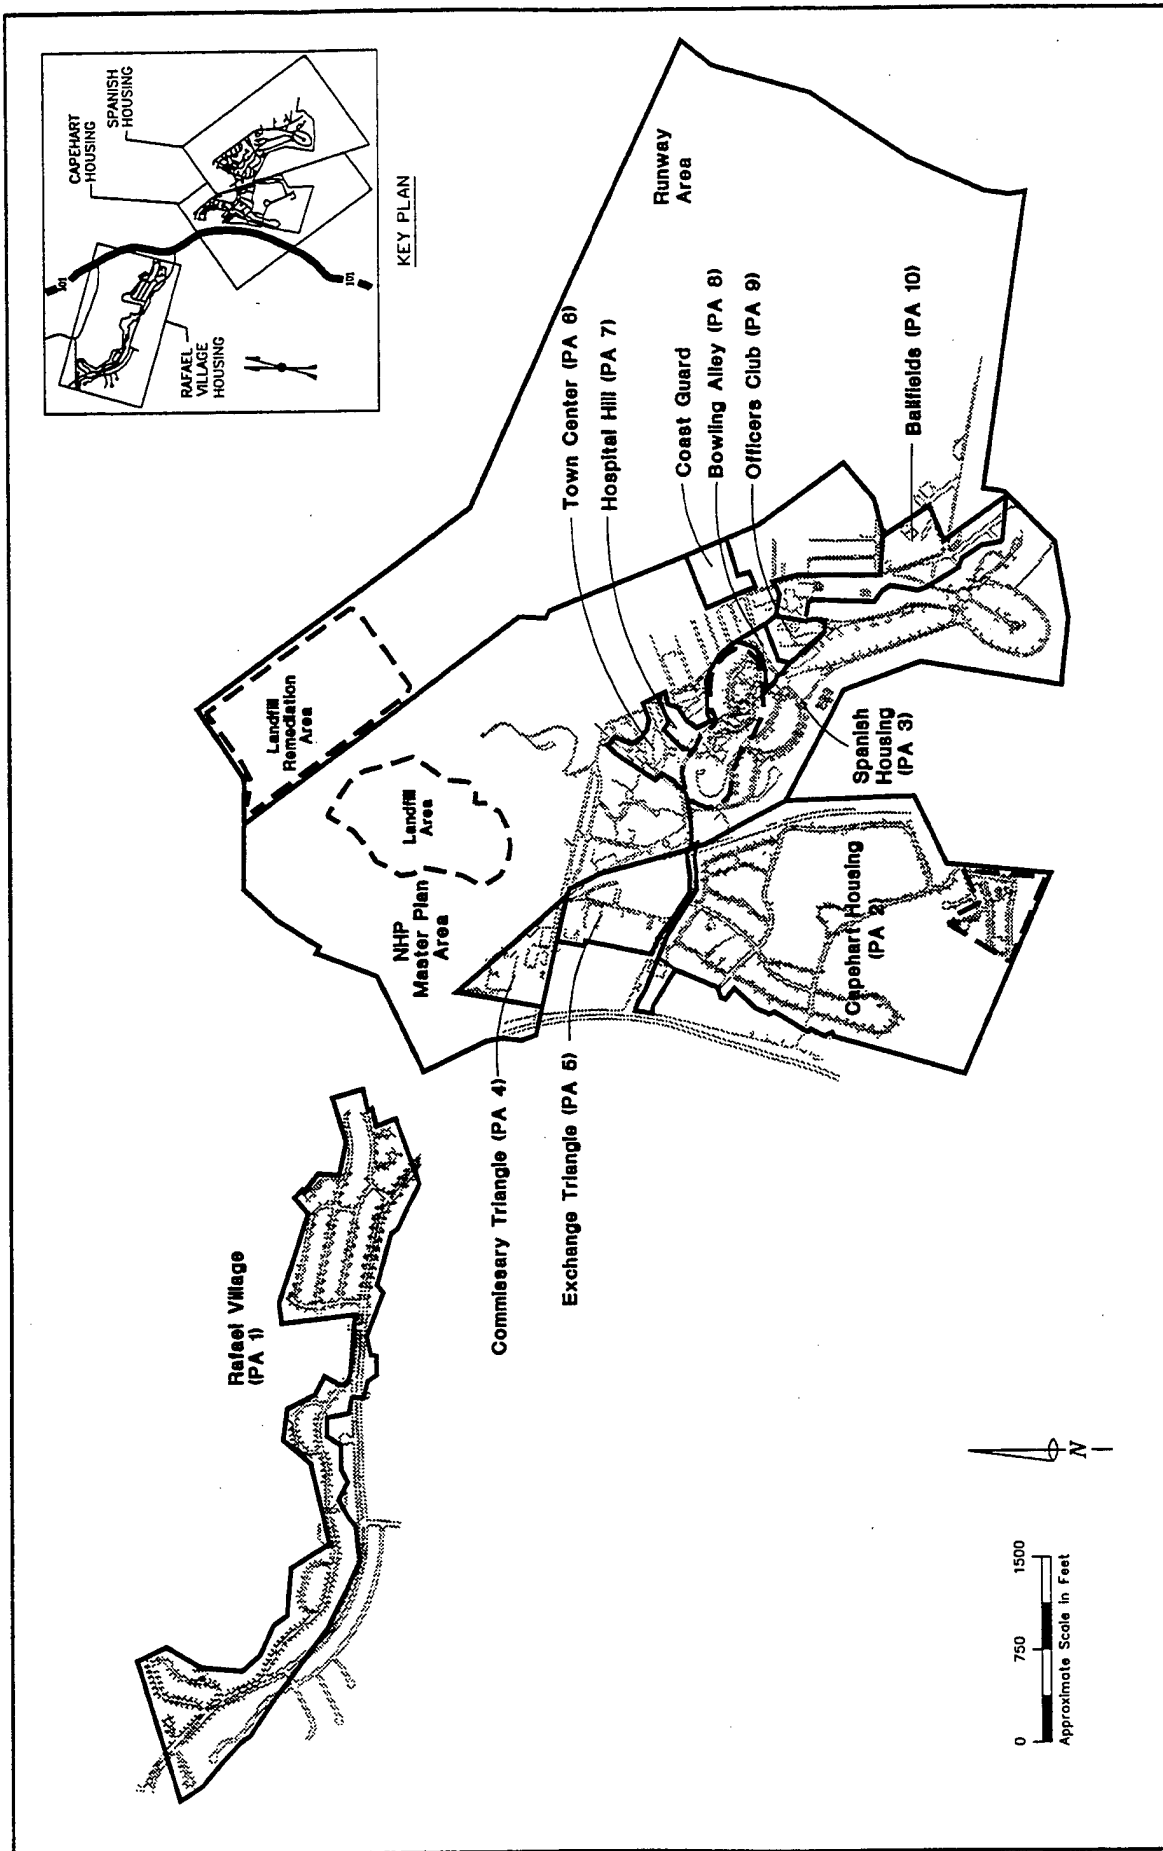 CAPEHART
HOUSING
SPANISH
HOUSING
101
101
RAFAEL
VILLAGE
HOUSING
KEY PLAN
Runway
Area
Landfill
Remediation
Area
Landfill
Area
NHP
Master Plan
Area
Town Center (PA 6)
Hospital Hill (PA 7)
Coast Guard
Bowling Alley (PA 8)
Officers Club (PA 9)
Ballfields (PA 10)
Spanish
Housing
(PA 3)
Capehart Housing
(PA 2)
Commissary Triangle (PA 4)
Exchange Triangle (PA 5)
Rafael Village
(PA 1)
N
0 750 1500
Approximate Scale in Feet